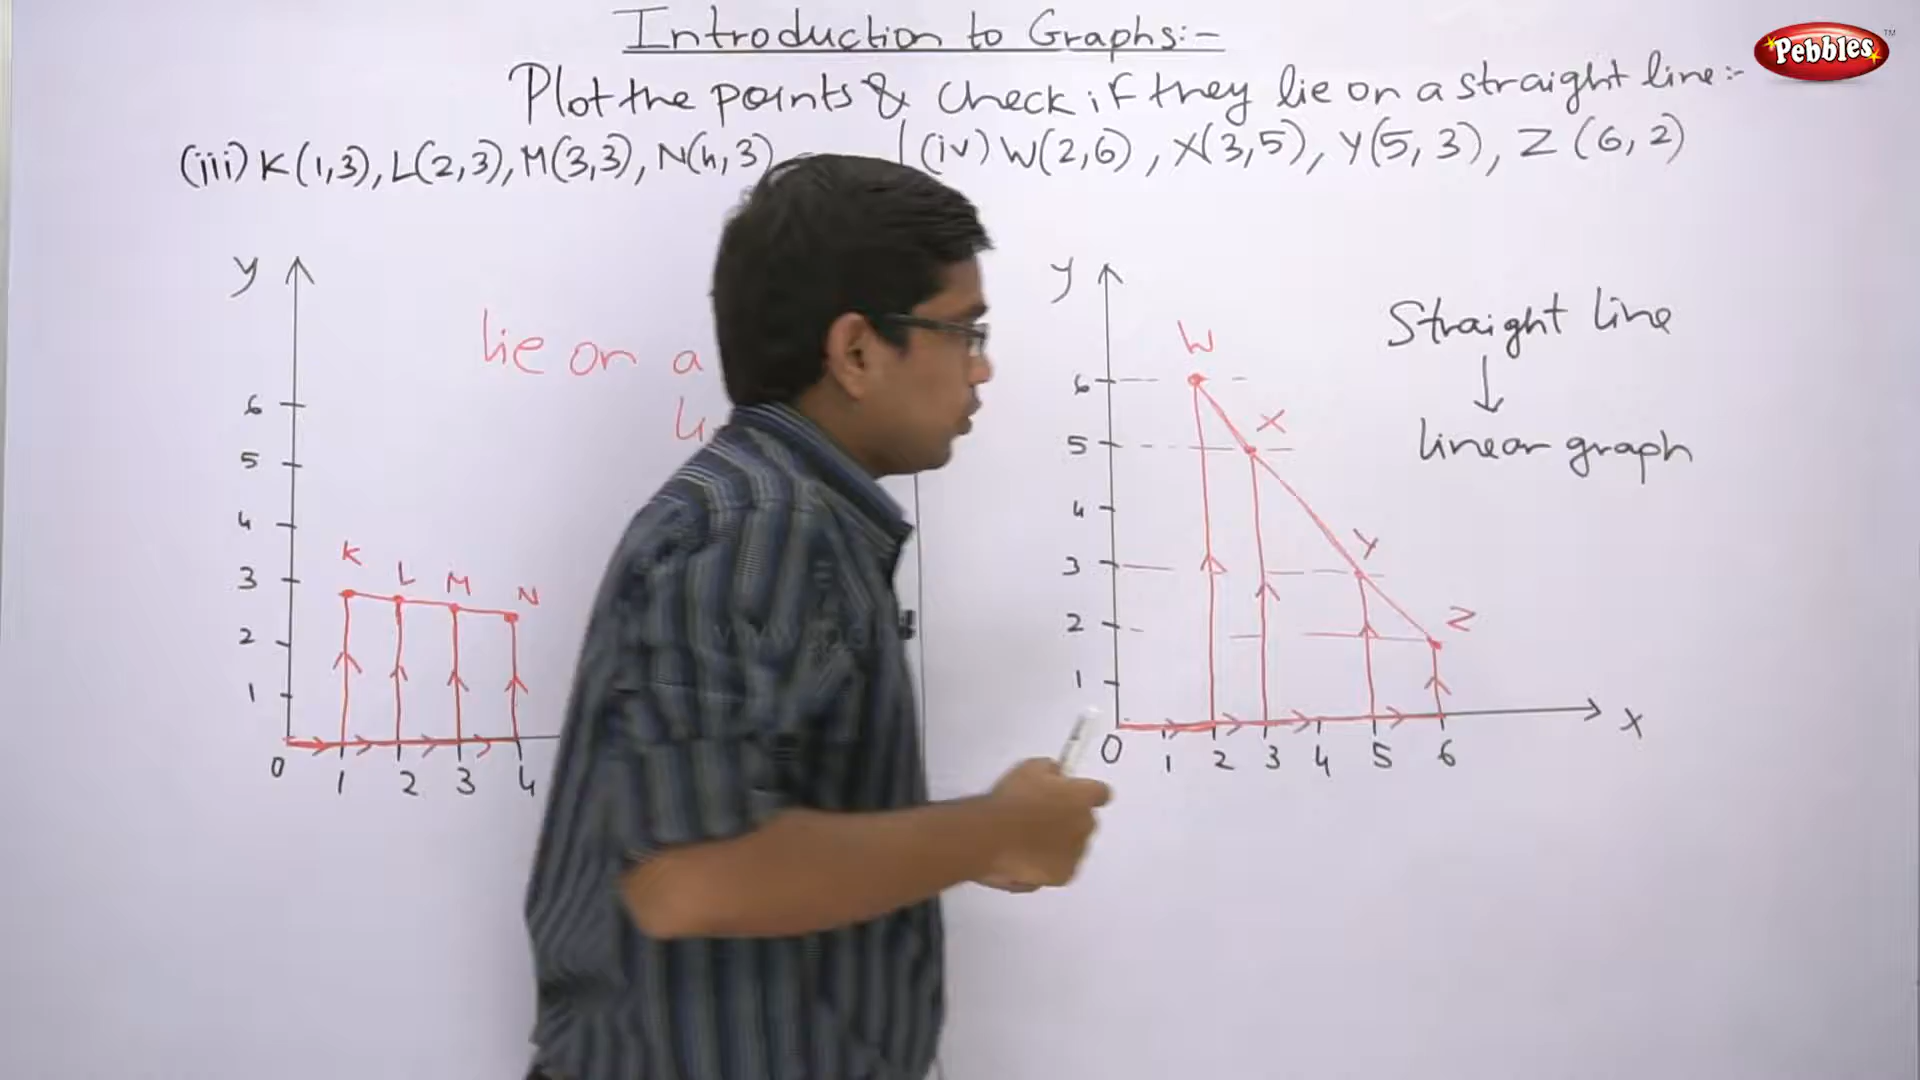 Introduction to Graphs:-
Pebbles TM
Plot the points & check if they lie on a straight line:-
(iii) K(1,3), L(2,3), M(3,3), N(4,3)
(iv) W(2,6), X(3,5), Y(5,3), Z(6,2)
y
lie on a
6
5
4
3
2
1
0
1 2 3 4
K L M N
y
6
5
4
3
2
1
0
1 2 3 4 5 6
x
W
X
Y
Z
Straight line
↓
linear graph